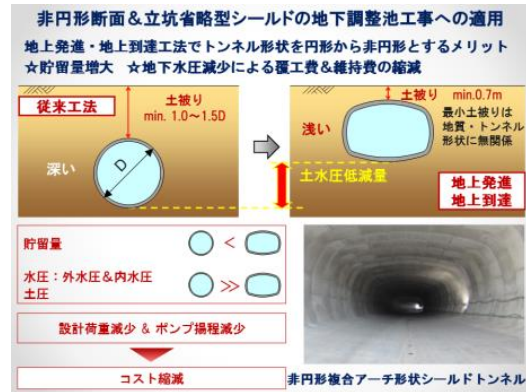 非円形断面＆立坑省略型シールドの地下調整池工事への適用
地上発進・地上到達工法でトンネル形状を円形から非円形とするメリット
☆貯留量増大 ☆地下水圧減少による覆工費&維持費の縮減
従来工法
土被り
min. 1.0～1.5D
深い
D
土被り min.0.7m
浅い
最小土被りは
地質・トンネル
形状に無関係
土水圧低減量
地上発進
地上到達
貯留量
<
水圧：外水圧&内水圧
土圧
≫
設計荷重減少 & ポンプ揚程減少
コスト縮減
非円形複合アーチ形状シールドトンネル